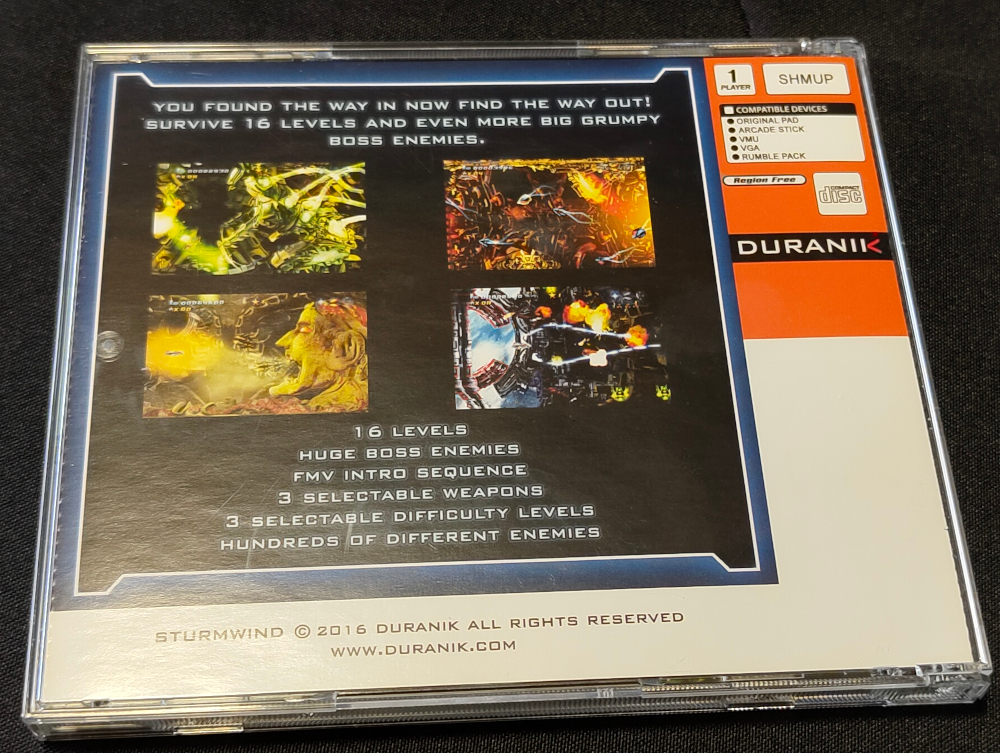 YOU FOUND THE WAY IN NOW FIND THE WAY OUT!
SURVIVE 16 LEVELS AND EVEN MORE BIG GRUMPY
BOSS ENEMIES.
16 LEVELS
HUGE BOSS ENEMIES
FMV INTRO SEQUENCE
3 SELECTABLE WEAPONS
3 SELECTABLE DIFFICULTY LEVELS
HUNDREDS OF DIFFERENT ENEMIES
STURMWIND © 2016 DURANIK ALL RIGHTS RESERVED
WWW.DURANIK.COM
1
PLAYER
SHMUP
COMPATIBLE DEVICES
ORIGINAL PAD
ARCADE STICK
VMU
VGA
RUMBLE PACK
Region Free
COMPACT
disc
DURANIK